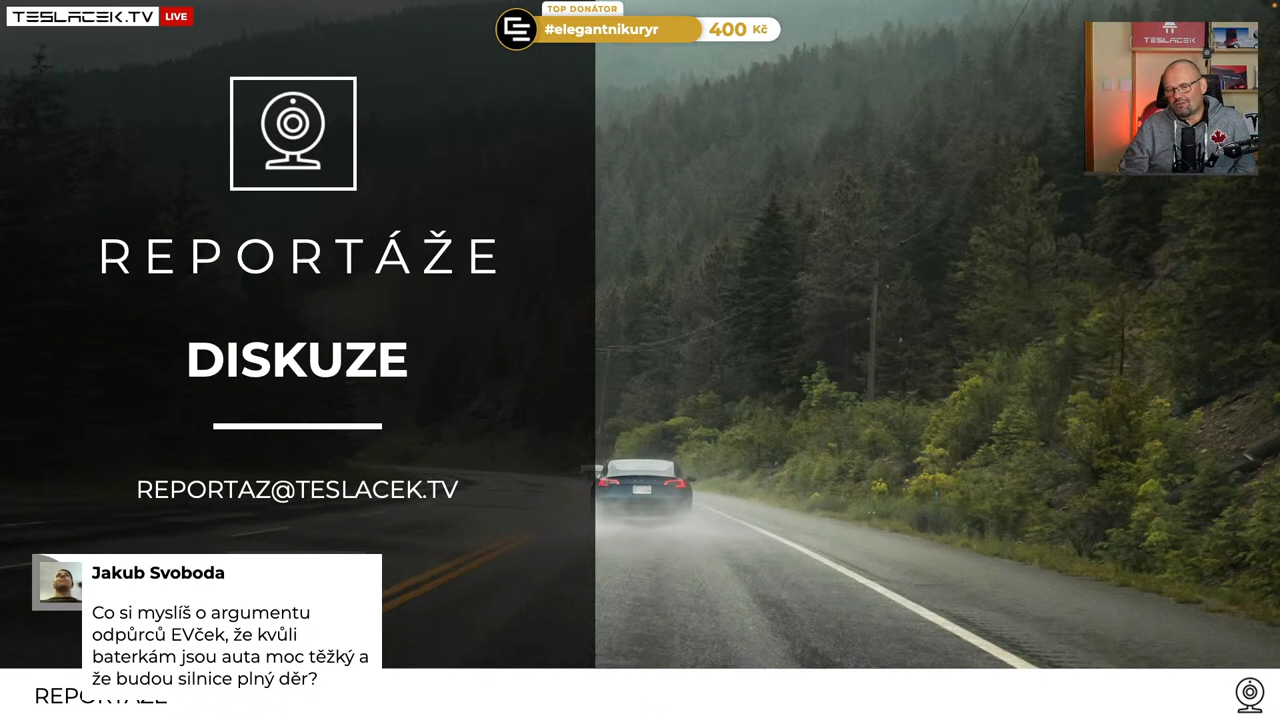 TESLACEK.TV LIVE
TOP DONÁTOR
#elegantnikuryr 400 Kč
TESLACEK
REPORTÁŽE
DISKUZE
REPORTAZ@TESLACEK.TV
Jakub Svoboda
Co si myslíš o argumentu
odpůrců EVček, že kvůli
baterkám jsou auta moc těžký a
že budou silnice plný děr?
REPORTÁŽE